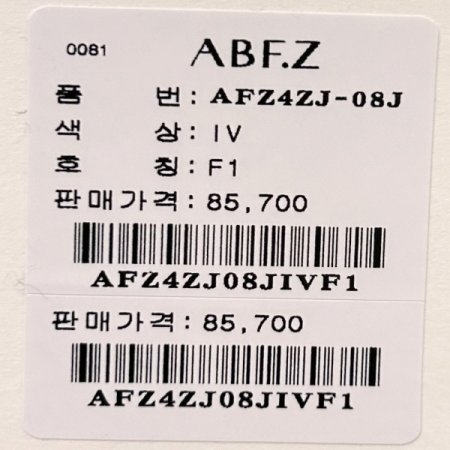 0081 ABF.Z
품 번 : AFZ4ZJ-08J
색 상 : IV
호 칭 : F1
판매가격 : 85,700
AFZ4ZJ08JIVF1
판매가격 : 85,700
AFZ4ZJ08JIVF1